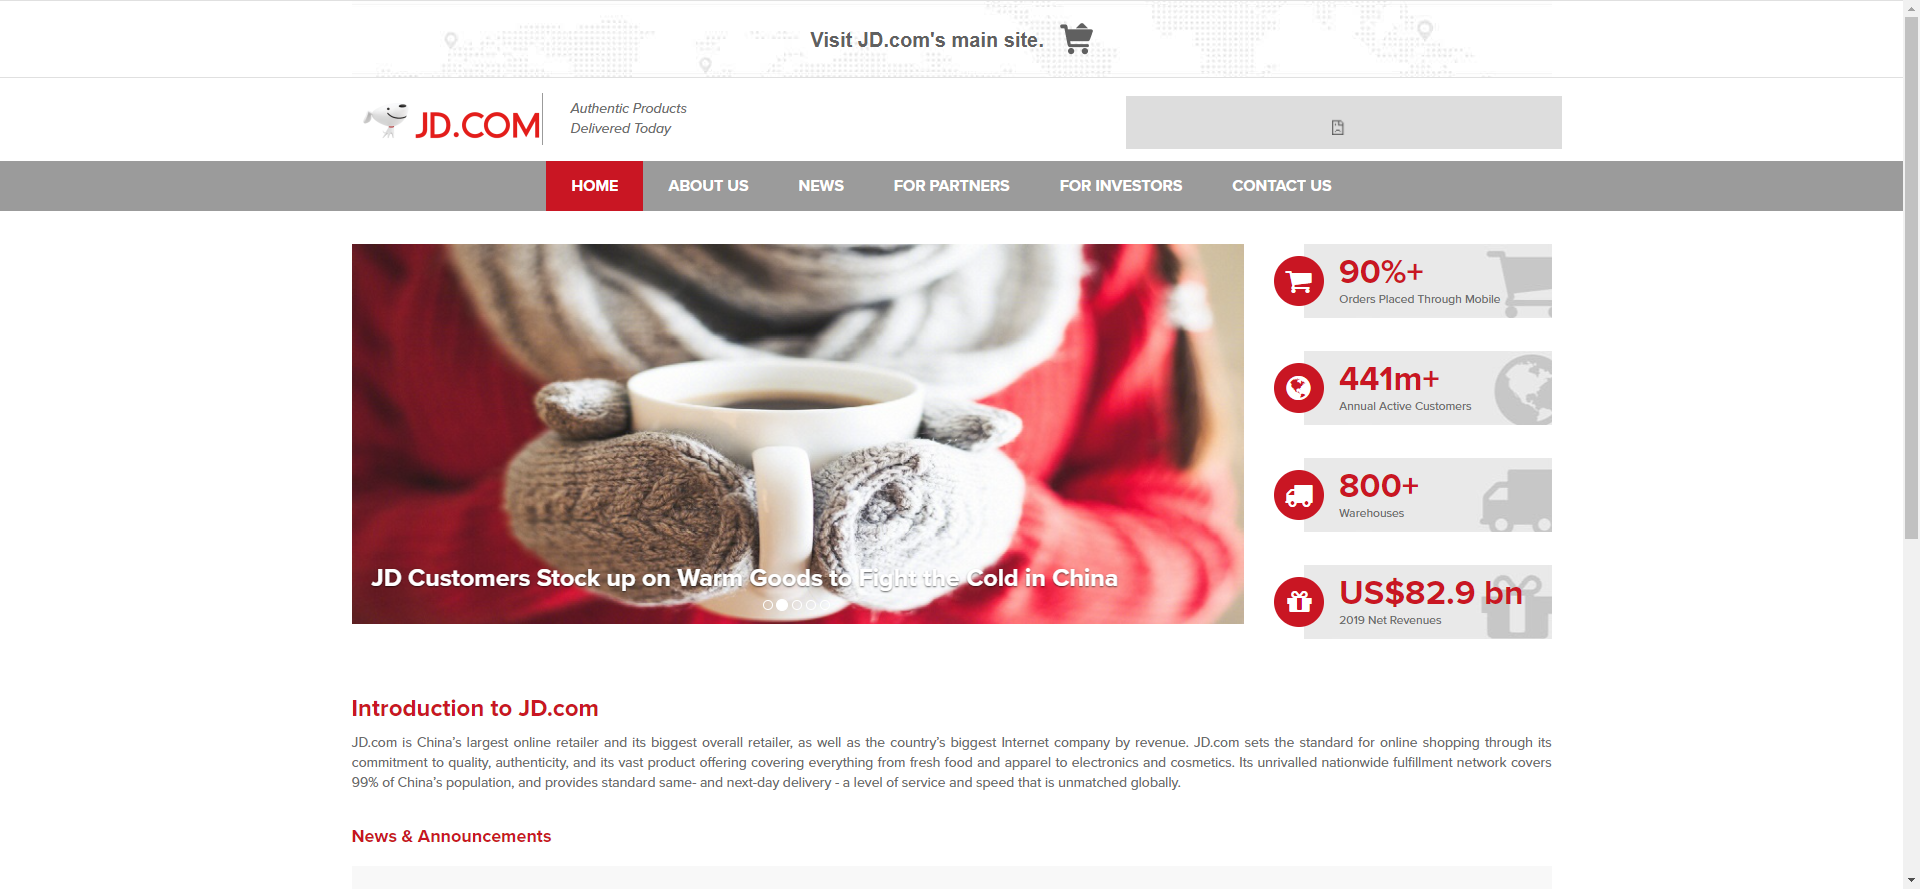 Visit JD.com's main site.
JD.COM
Authentic Products
Delivered Today
HOME
ABOUT US
NEWS
FOR PARTNERS
FOR INVESTORS
CONTACT US
JD Customers Stock up on Warm Goods to Fight the Cold in China
90%+
Orders Placed Through Mobile
441m+
Annual Active Customers
800+
Warehouses
US$82.9 bn
2019 Net Revenues
Introduction to JD.com
JD.com is China’s largest online retailer and its biggest overall retailer, as well as the country’s biggest Internet company by revenue. JD.com sets the standard for online shopping through its
commitment to quality, authenticity, and its vast product offering covering everything from fresh food and apparel to electronics and cosmetics. Its unrivalled nationwide fulfillment network covers
99% of China’s population, and provides standard same- and next-day delivery - a level of service and speed that is unmatched globally.
News & Announcements